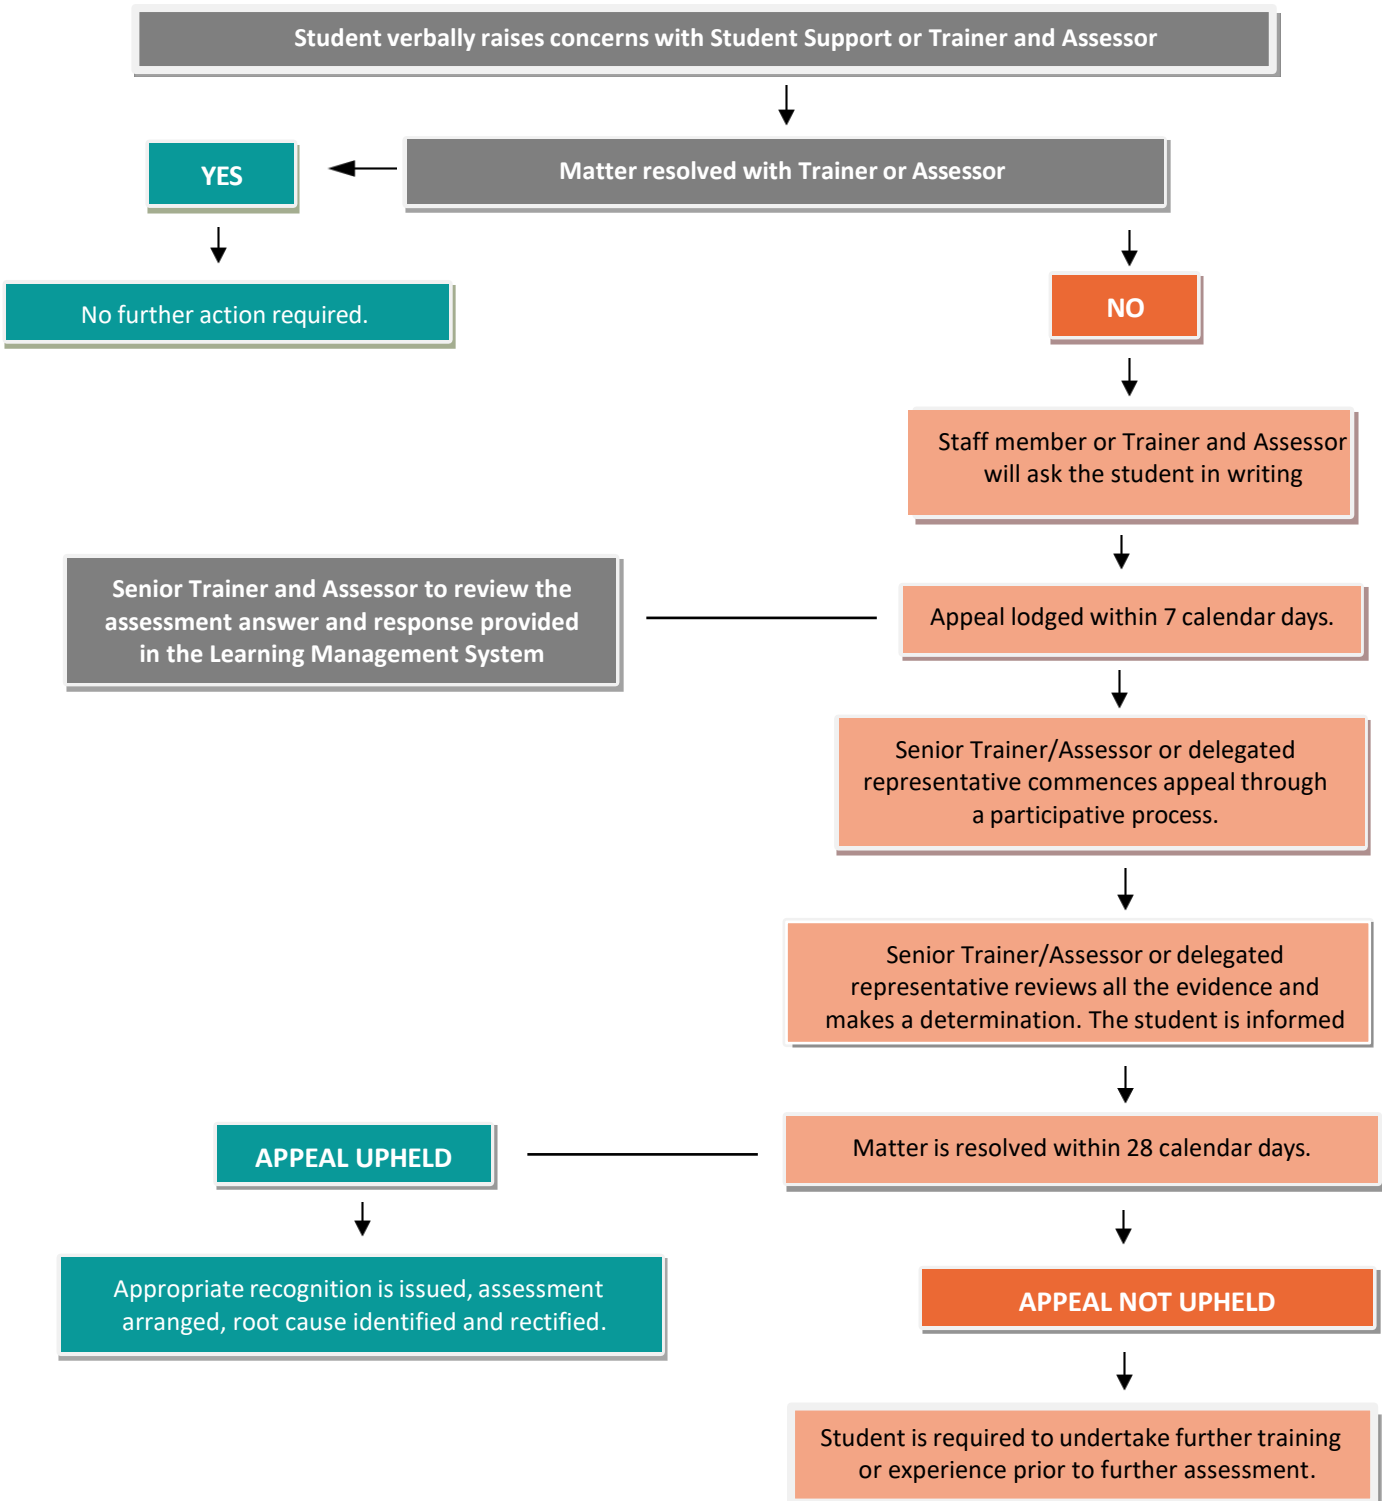 Student verbally raises concerns with Student Support or Trainer and Assessor
Matter resolved with Trainer or Assessor
YES
No further action required.
NO
Staff member or Trainer and Assessor
will ask the student in writing
Senior Trainer and Assessor to review the
assessment answer and response provided
in the Learning Management System
Appeal lodged within 7 calendar days.
Senior Trainer/Assessor or delegated
representative commences appeal through
a participative process.
Senior Trainer/Assessor or delegated
representative reviews all the evidence and
makes a determination. The student is informed
Matter is resolved within 28 calendar days.
APPEAL UPHELD
Appropriate recognition is issued, assessment
arranged, root cause identified and rectified.
APPEAL NOT UPHELD
Student is required to undertake further training
or experience prior to further assessment.